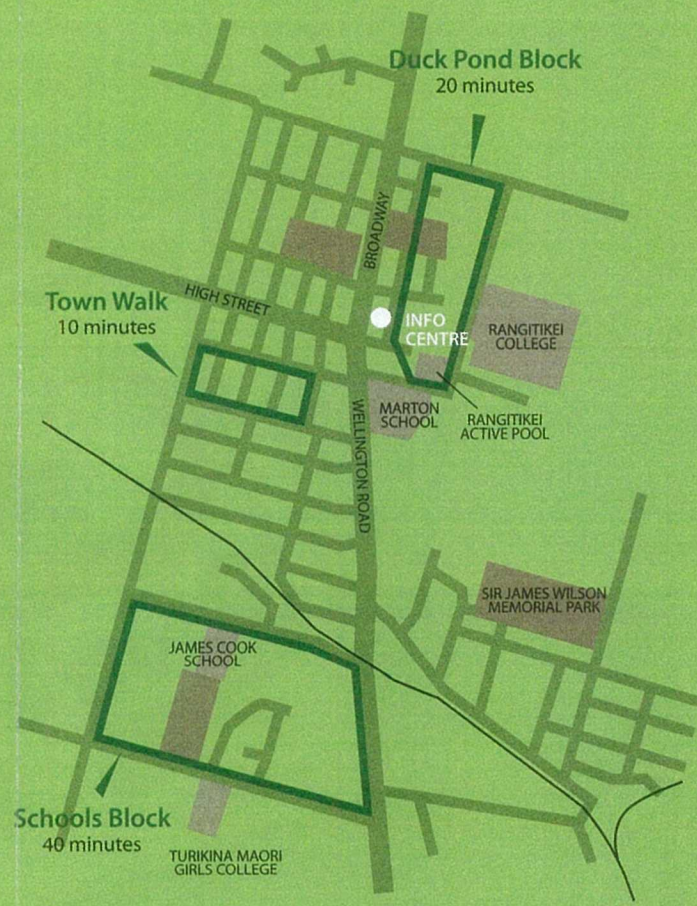 Duck Pond Block
20 minutes
BROADWAY
HIGH STREET
Town Walk
10 minutes
INFO
CENTRE
RANGITIKEI
COLLEGE
MARTON
SCHOOL
RANGITIKEI
ACTIVE POOL
WELLINGTON ROAD
SIR JAMES WILSON
MEMORIAL PARK
JAMES COOK
SCHOOL
Schools Block
40 minutes
TURIKINA MAORI
GIRLS COLLEGE